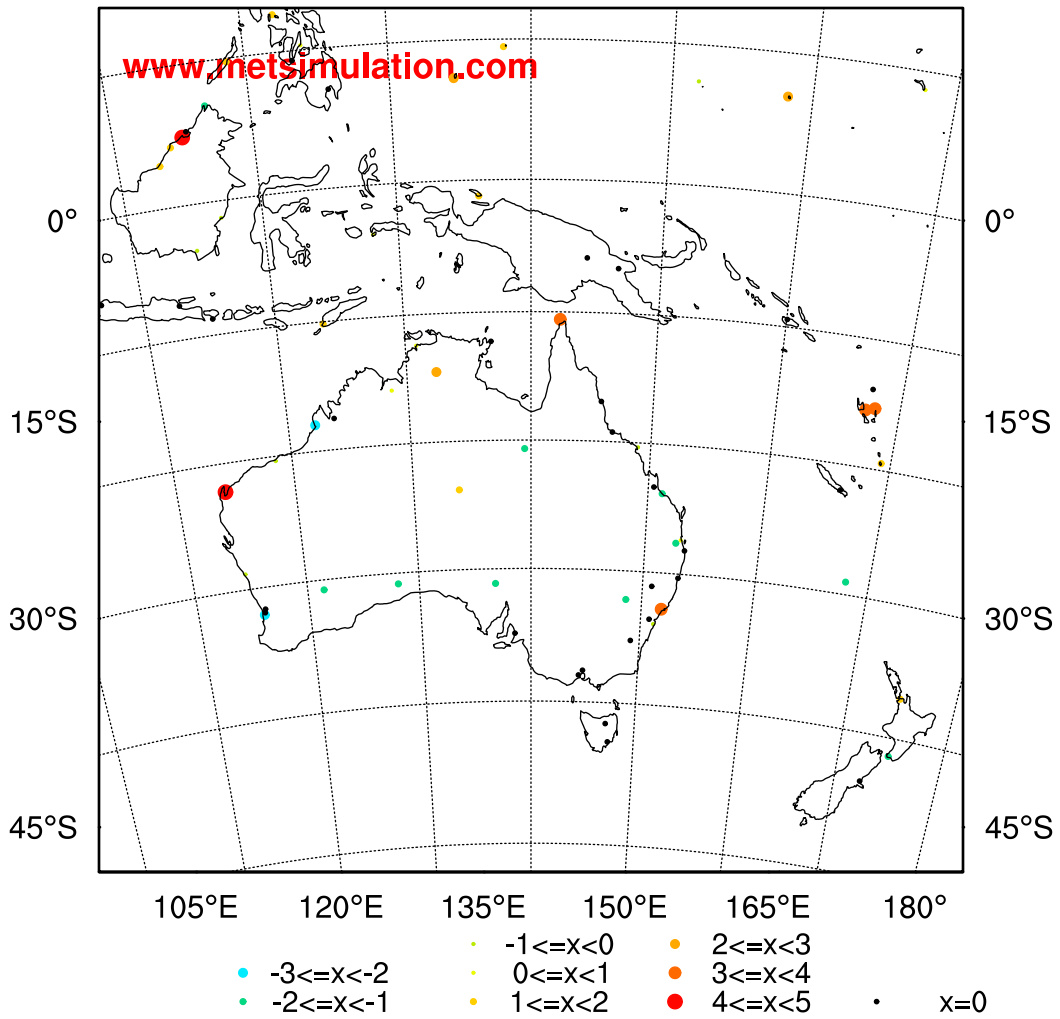 www.metsimulation.com
0° 0°
15°S 15°S
30°S 30°S
45°S 45°S
105°E 120°E 135°E 150°E 165°E 180°
-1<=x<0 2<=x<3
-3<=x<-2 0<=x<1 3<=x<4
-2<=x<-1 1<=x<2 4<=x<5 x=0